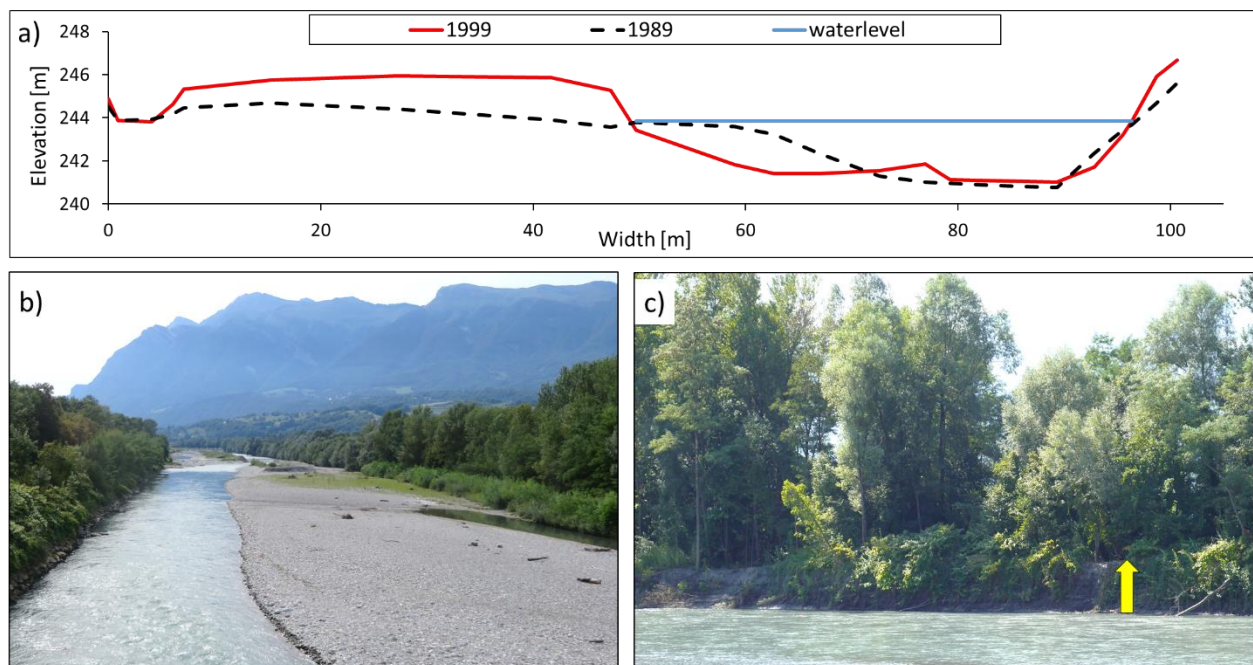 a)
1999 1989 waterlevel
248
246
244
242
240
Elevation [m]
0 20 40 60 80 100
Width [m]
b)
c)